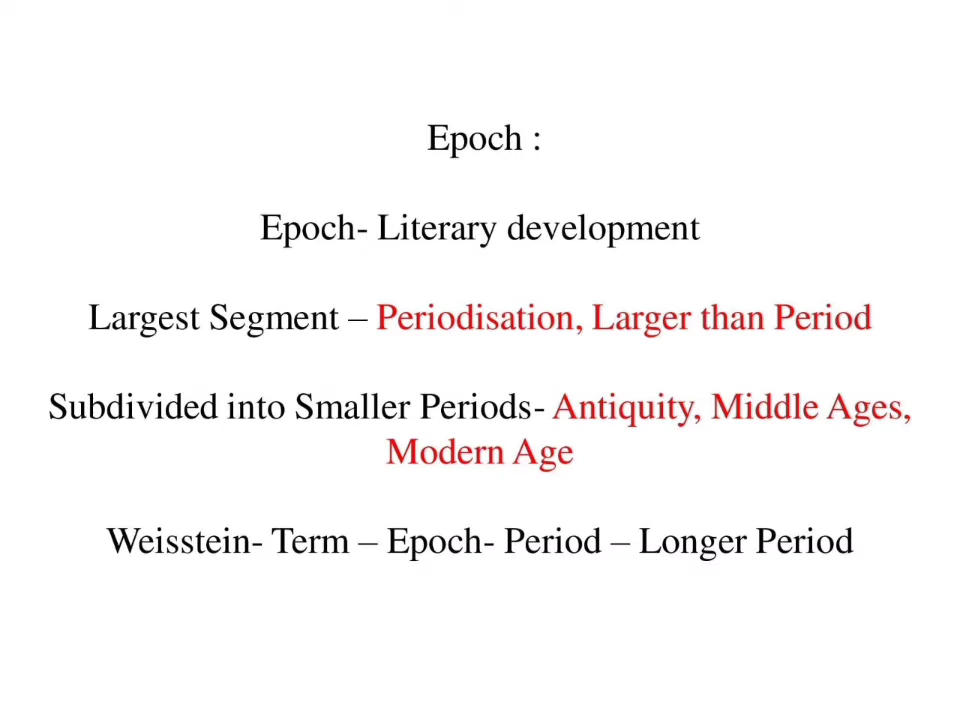 Epoch :
Epoch- Literary development
Largest Segment – Periodisation, Larger than Period
Subdivided into Smaller Periods- Antiquity, Middle Ages,
Modern Age
Weisstein- Term – Epoch- Period – Longer Period